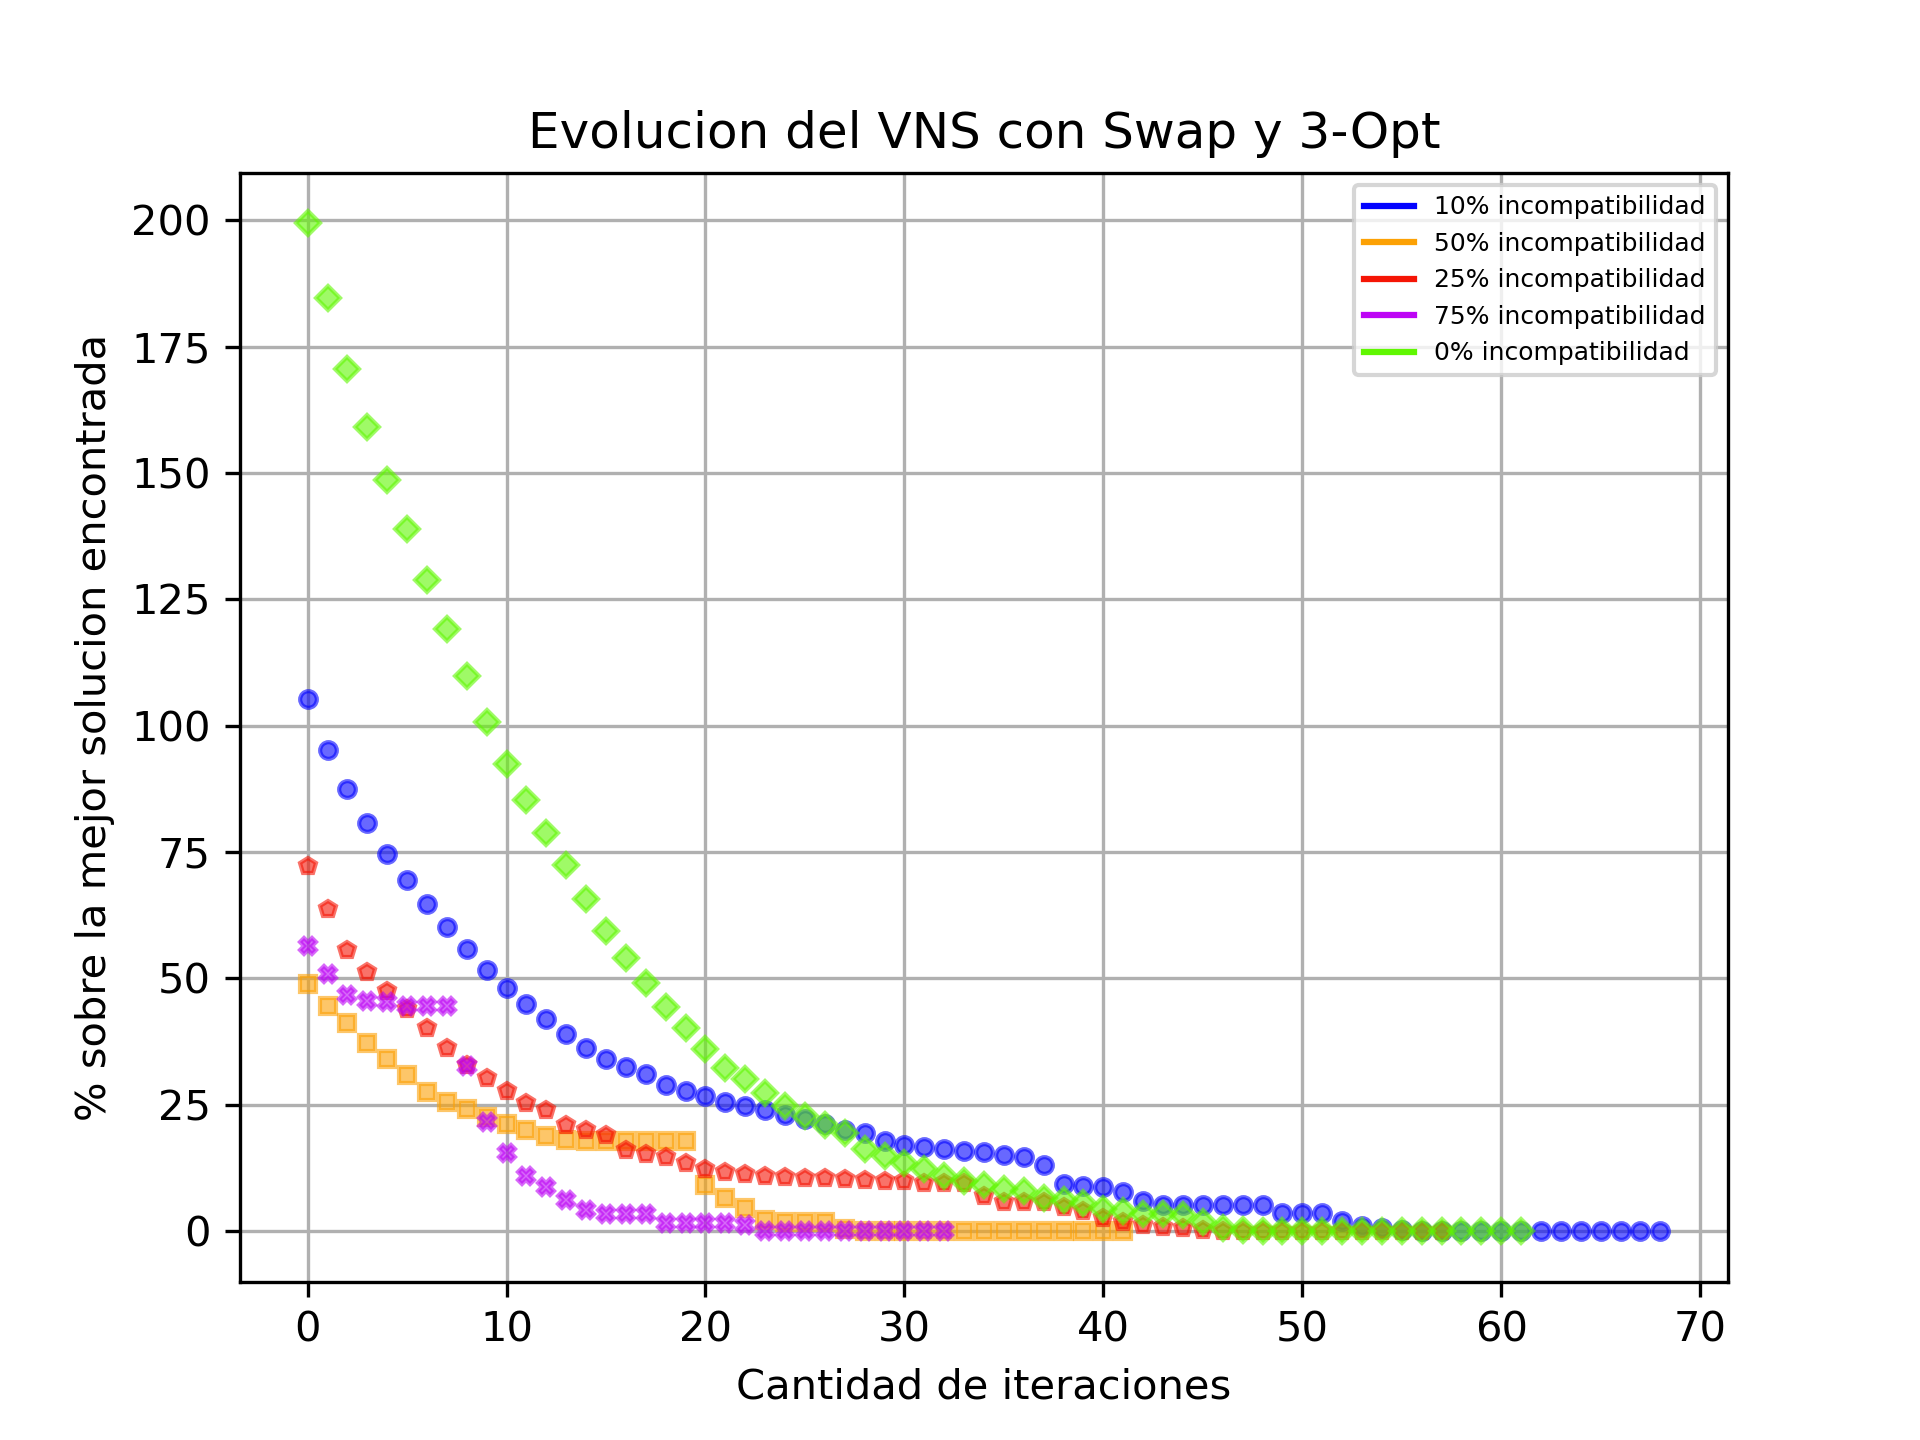 Evolucion del VNS con Swap y 3-Opt
10% incompatibilidad
50% incompatibilidad
25% incompatibilidad
75% incompatibilidad
0% incompatibilidad
% sobre la mejor solucion encontrada
200
175
150
125
100
75
50
25
0
0 10 20 30 40 50 60 70
Cantidad de iteraciones